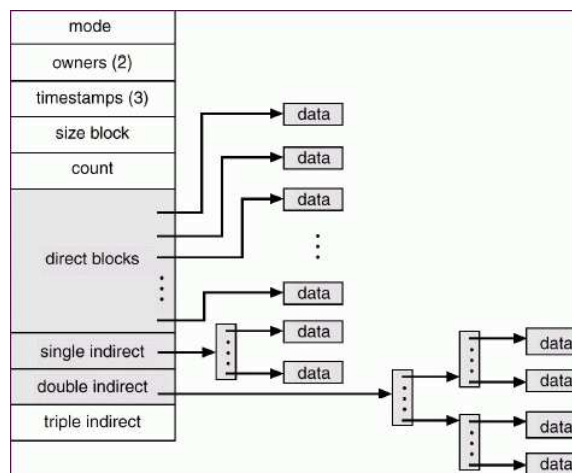 mode
owners (2)
timestamps (3)
size block
count
direct blocks
single indirect
double indirect
triple indirect
data
data
data
data
data
data
data
data
data
data